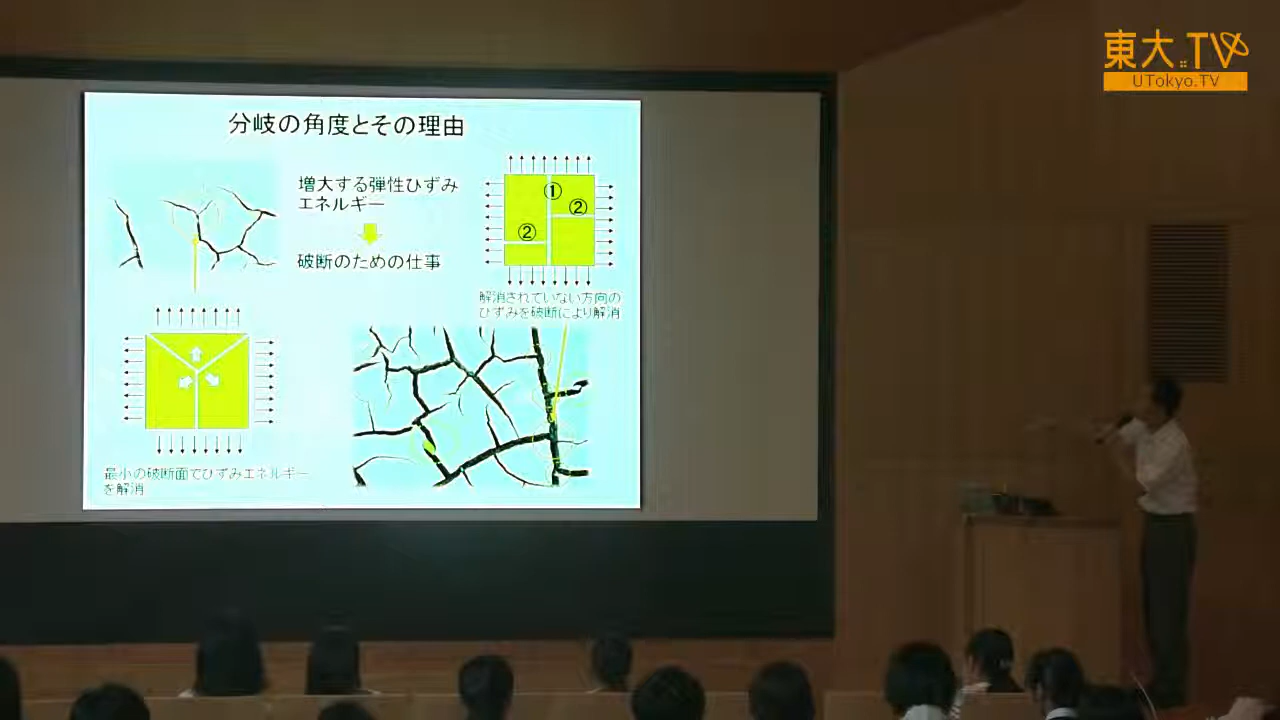 東大.TV
UTokyo.TV
分岐の角度とその理由
増大する弾性ひずみ
エネルギー
破断のための仕事
①
②
②
解消されていない方向の
ひずみを破断により解消
最小の破断面でひずみエネルギー
を解消